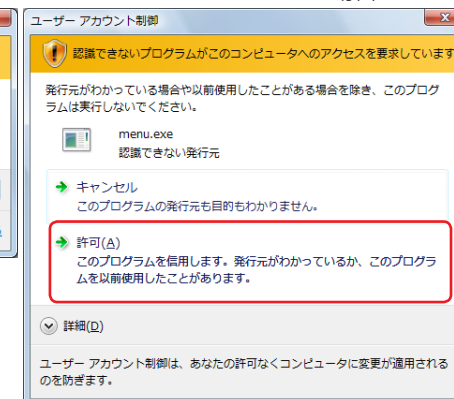 ユーザー アカウント制御
認識できないプログラムがこのコンピュータへのアクセスを要求しています
発行元がわかっている場合や以前使用したことがある場合を除き、このプログ
ラムは実行しないでください。
menu.exe
認識できない発行元
キャンセル
このプログラムの発行元も目的もわかりません。
許可(A)
このプログラムを信用します。発行元がわかっているか、このプログラ
ムを以前使用したことがあります。
詳細(D)
ユーザー アカウント制御は、あなたの許可なくコンピュータに変更が適用される
のを防ぎます。